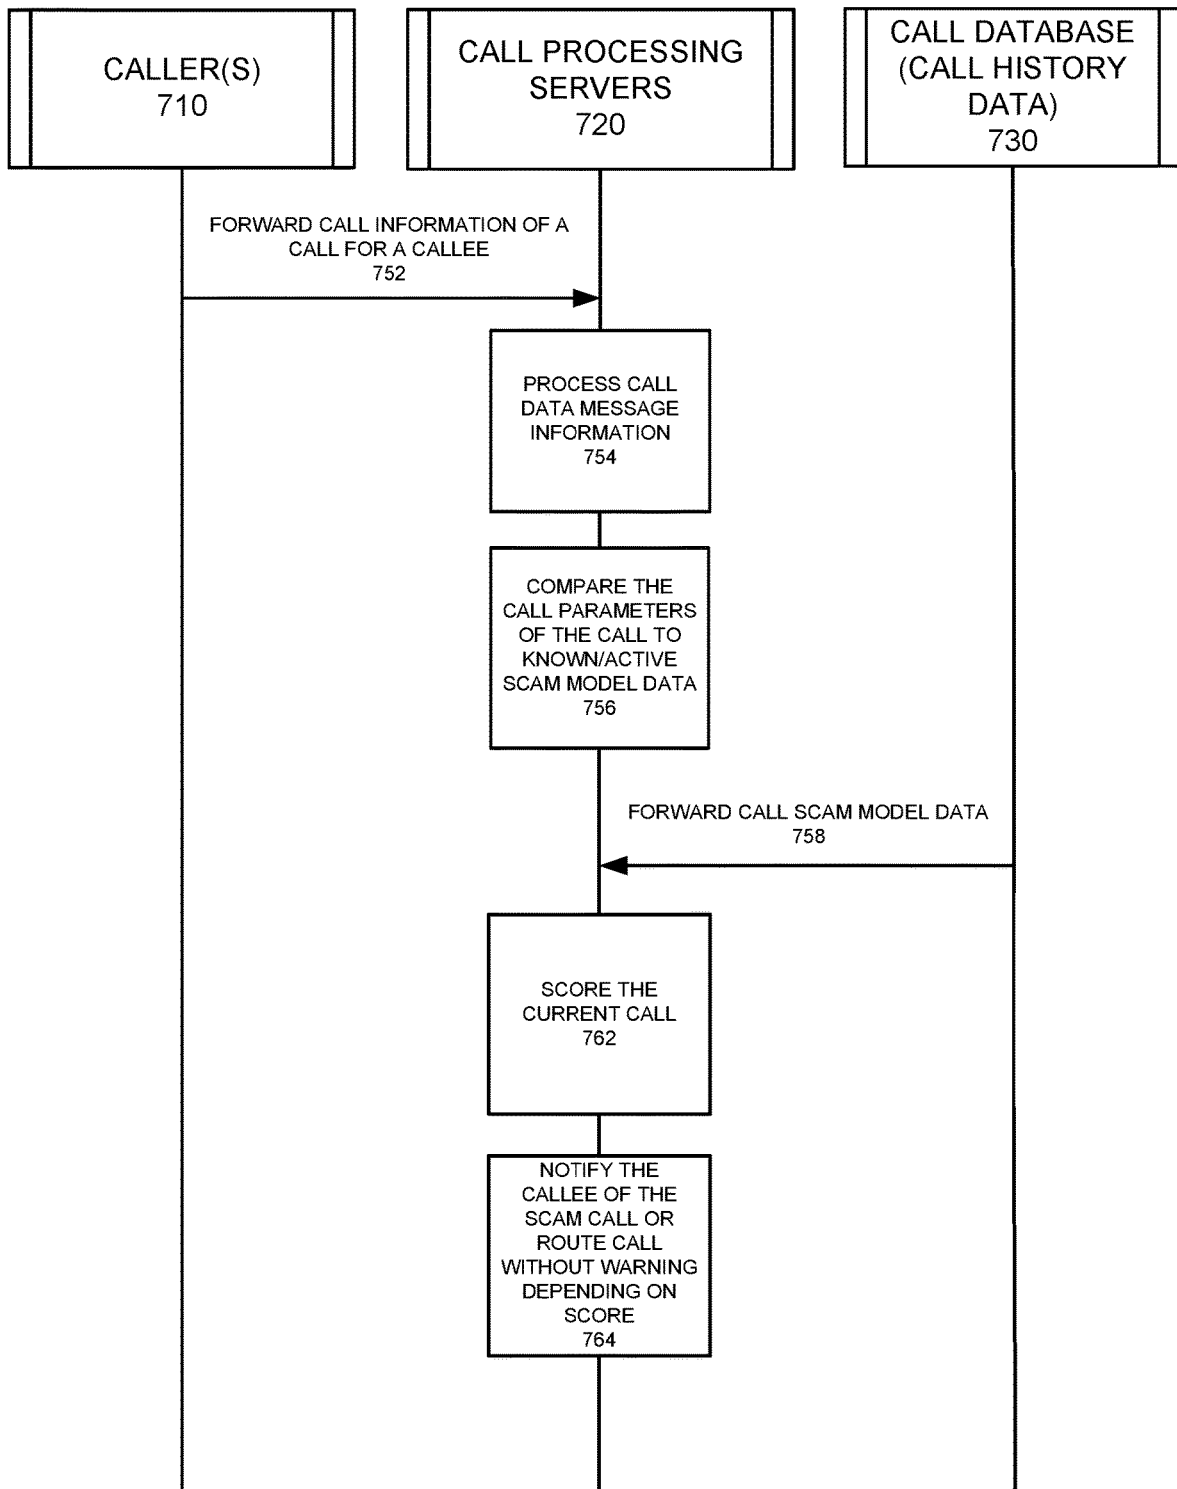 CALLER(S)
710
CALL PROCESSING
SERVERS
720
CALL DATABASE
(CALL HISTORY
DATA)
730
FORWARD CALL INFORMATION OF A
CALL FOR A CALLEE
752
PROCESS CALL
DATA MESSAGE
INFORMATION
754
COMPARE THE
CALL PARAMETERS
OF THE CALL TO
KNOWN/ACTIVE
SCAM MODEL DATA
756
FORWARD CALL SCAM MODEL DATA
758
SCORE THE
CURRENT CALL
762
NOTIFY THE
CALLEE OF THE
SCAM CALL OR
ROUTE CALL
WITHOUT WARNING
DEPENDING ON
SCORE
764